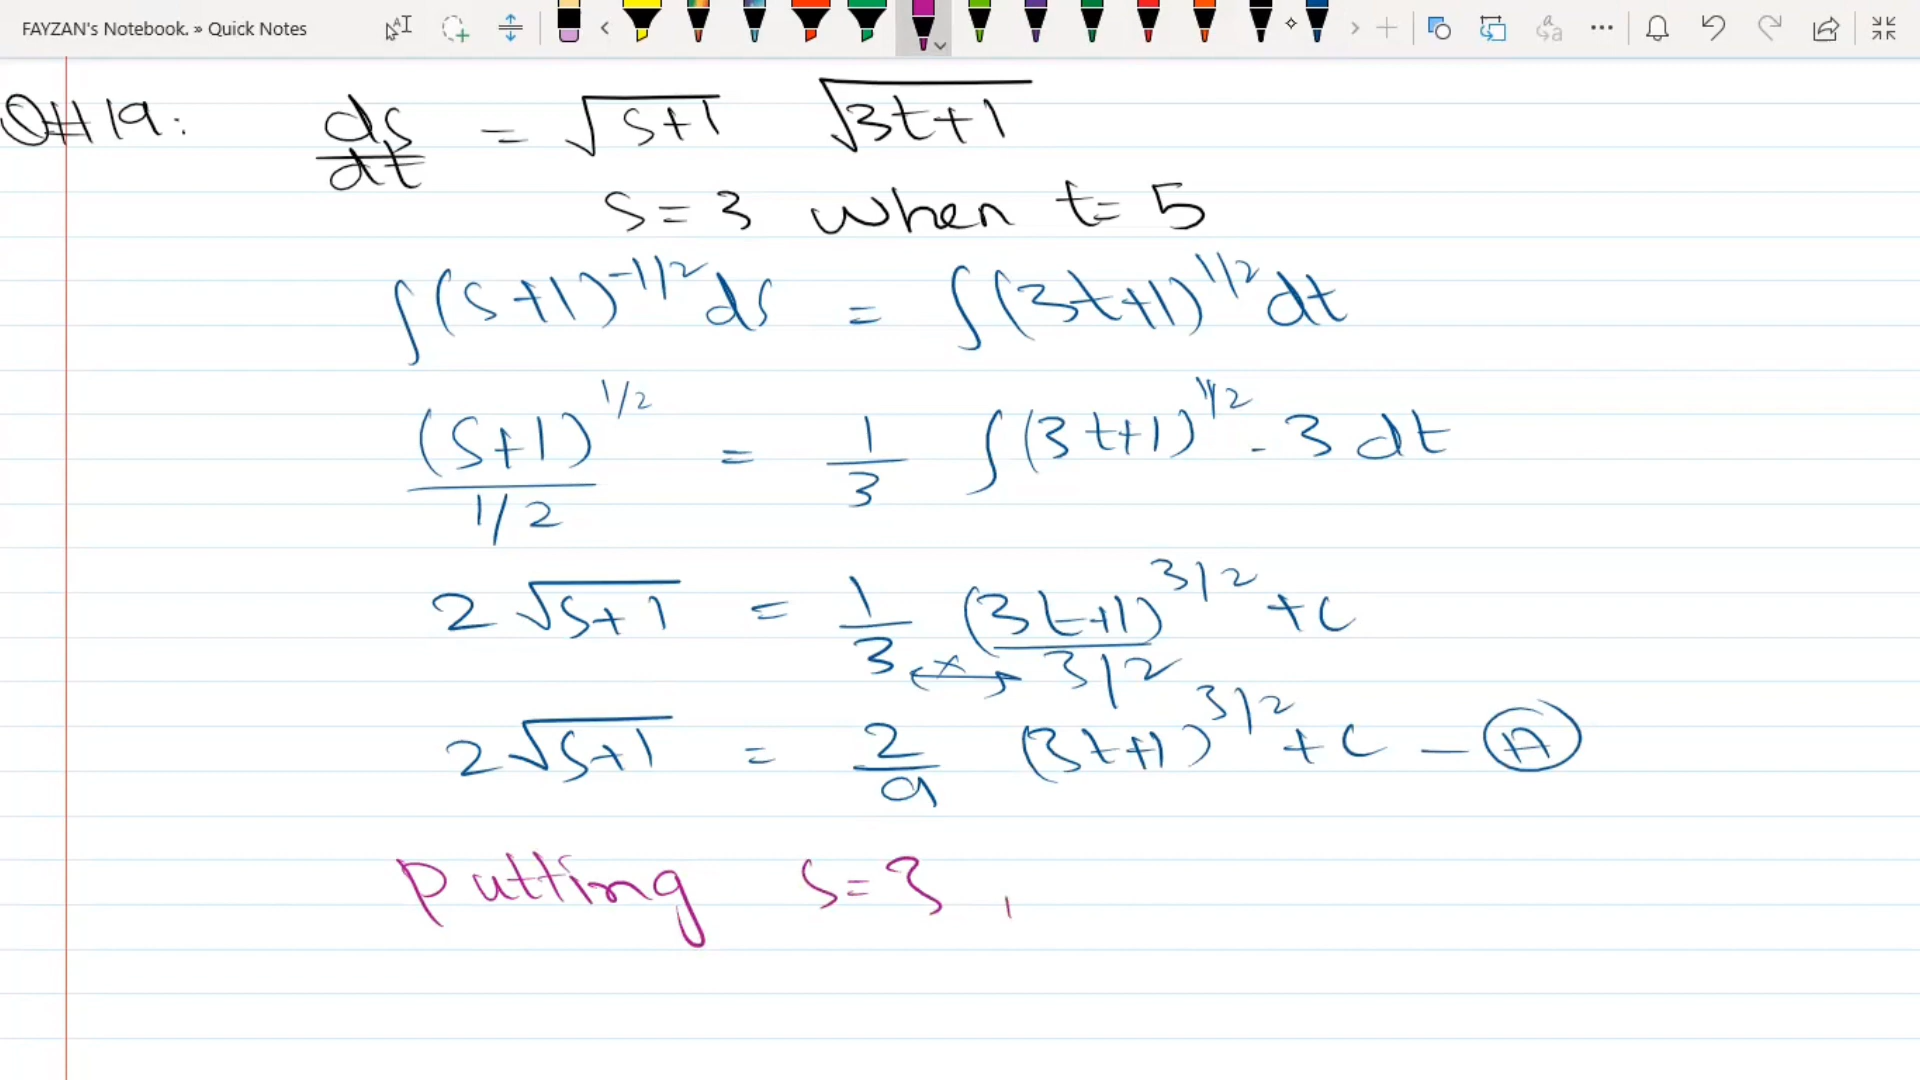 FAYZAN's Notebook. » Quick Notes
Q#19: ds/dt = √(s+1) √(3t+1)
s = 3 when t = 5
∫(s+1)^-1/2 ds = ∫(3t+1)^1/2 dt
(s+1)^1/2 / 1/2 = 1/3 ∫(3t+1)^1/2 . 3 dt
2 √(s+1) = 1/3 × (3t+1)^3/2 / 3/2 + c
2 √(s+1) = 2/9 (3t+1)^3/2 + c — A
Putting s = 3 ,